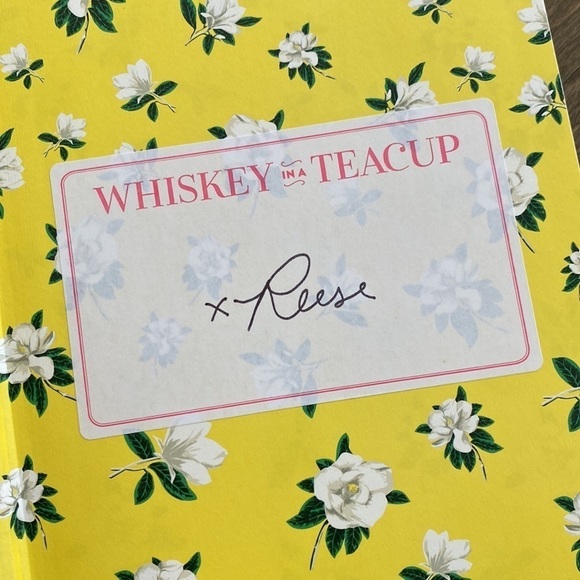 WHISKEY IN A TEACUP
x Reese